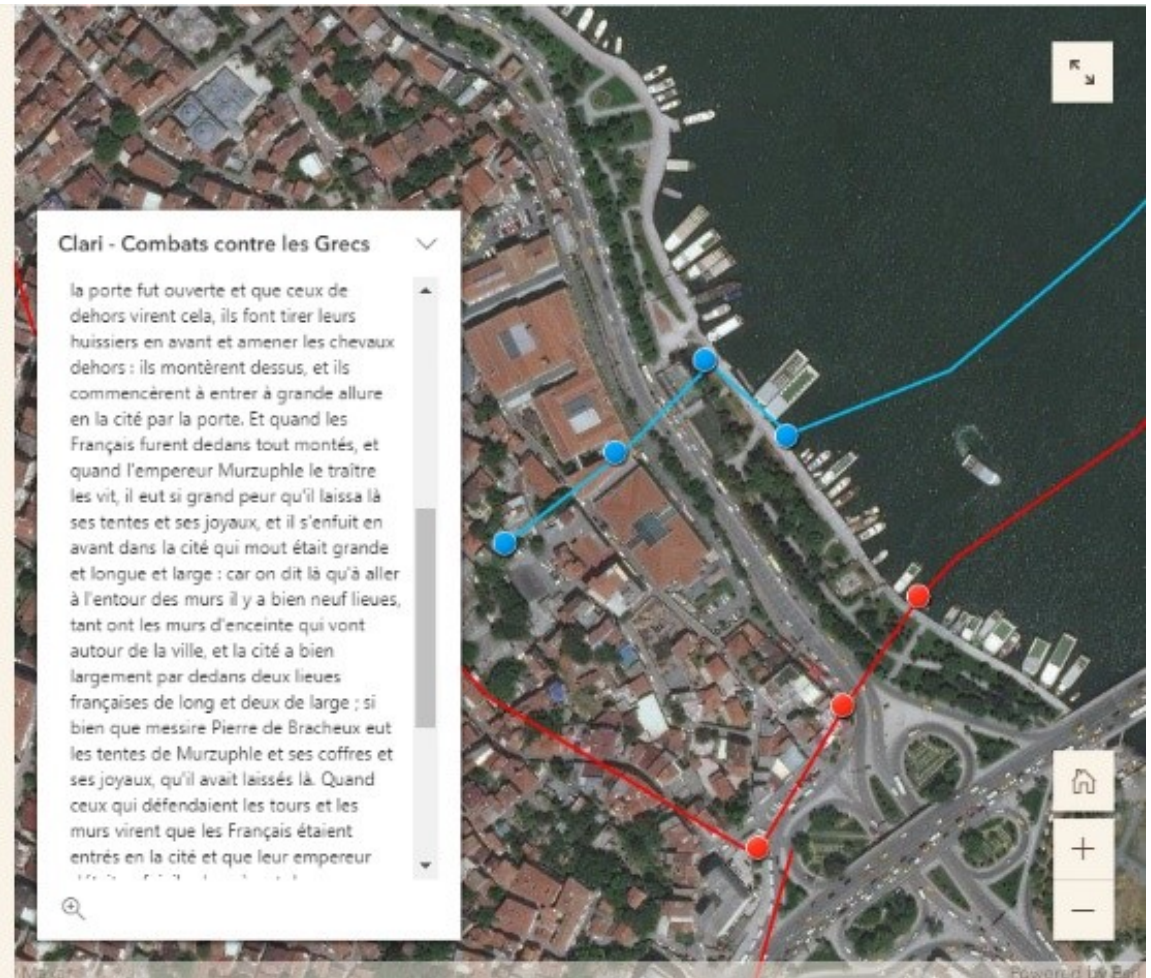 Clari - Combats contre les Grecs
la porte fut ouverte et que ceux de
dehors virent cela, ils font tirer leurs
huissiers en avant et amener les chevaux
dehors : ils montèrent dessus, et ils
commencèrent à entrer à grande allure
en la cité par la porte. Et quand les
Français furent dedans tout montés, et
quand l'empereur Murzuphle le traître
les vit, il eut si grand peur qu'il laissa là
ses tentes et ses joyaux, et il s'enfuit en
avant dans la cité qui mout était grande
et longue et large : car on dit là qu'à aller
à l'entour des murs il y a bien neuf lieues,
tant ont les murs d'enceinte qui vont
autour de la ville, et la cité a bien
largement par dedans deux lieues
françaises de long et deux de large ; si
bien que messire Pierre de Bracheux eut
les tentes de Murzuphle et ses coffres et
ses joyaux, qu'il avait laissés là. Quand
ceux qui défendaient les tours et les
murs virent que les Français étaient
entrés en la cité et que leur empereur